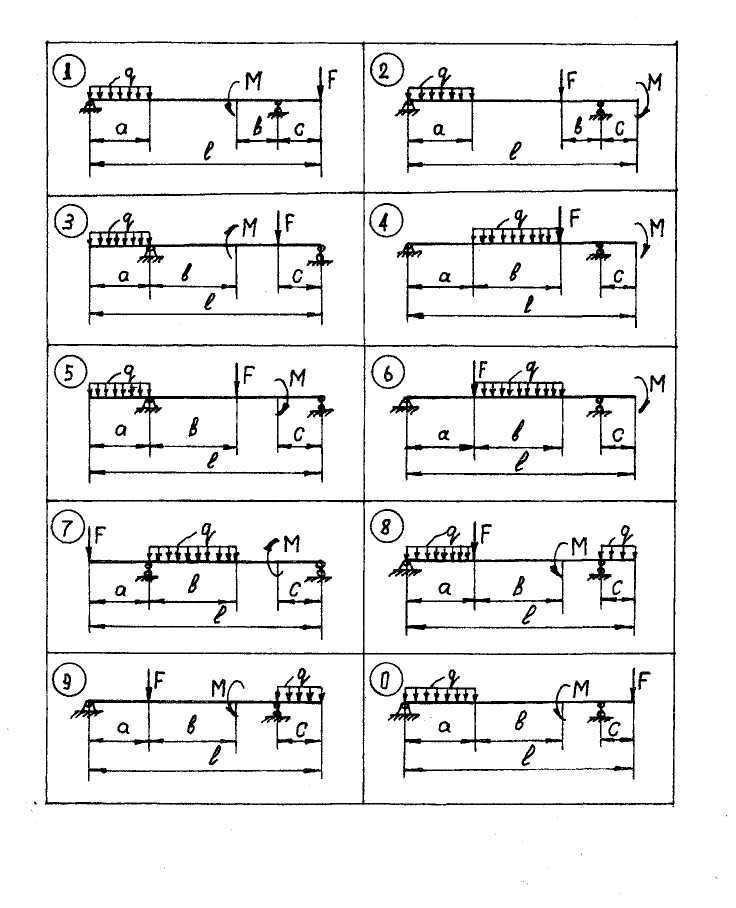 1 q M F
a в c
ℓ
2 q F M
a в c
ℓ
3 q M F
a в c
ℓ
4 q F M
a в c
ℓ
5 q F M
a в c
ℓ
6 F q M
a в c
ℓ
7 F q M
a в c
ℓ
8 q F M q
a в c
ℓ
9 F M q
a в c
ℓ
0 q M F
a в c
ℓ